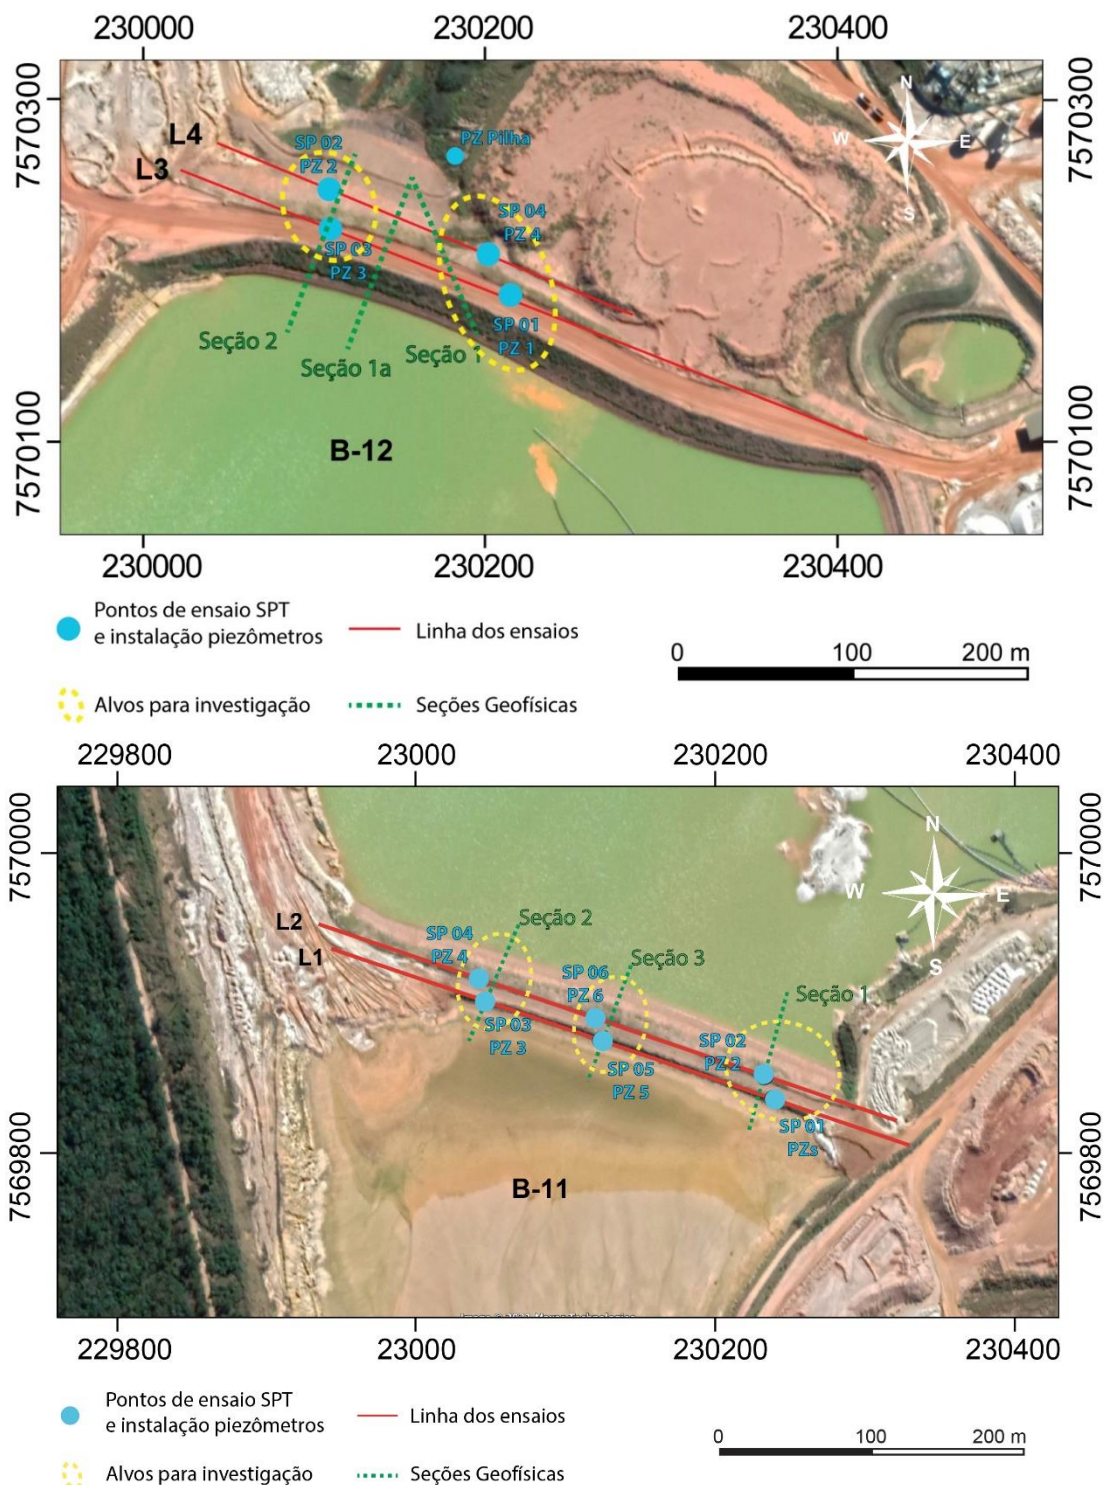 230000 230200 230400
7570300 7570300
L4
L3
SP 02
PZ 2
PZ Pilha
N
W E
S
SP 04
PZ 4
SP 03
PZ 3
SP 01
PZ 1
Seção 2
Seção 1a
Seção 1
7570100 7570100
B-12
230000 230200 230400
Pontos de ensaio SPT
e instalação piezômetros
Linha dos ensaios
0 100 200 m
Alvos para investigação
Seções Geofísicas
229800 23000 230200 230400
7570000 7570000
N
W E
S
L2
L1
SP 04
PZ 4
Seção 2
SP 06
PZ 6
Seção 3
Seção 1
SP 03
PZ 3
SP 02
PZ 2
SP 05
PZ 5
SP 01
PZs
7569800 7569800
B-11
229800 23000 230200 230400
Pontos de ensaio SPT
e instalação piezômetros
Linha dos ensaios
0 100 200 m
Alvos para investigação
Seções Geofísicas